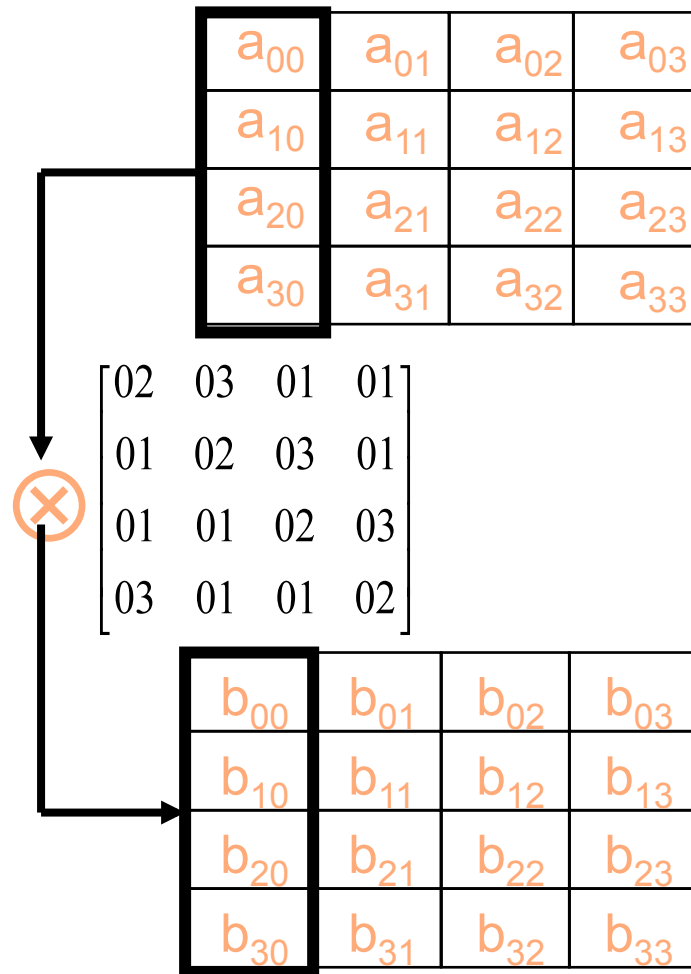 a₀₀ a₀₁ a₀₂ a₀₃
a₁₀ a₁₁ a₁₂ a₁₃
a₂₀ a₂₁ a₂₂ a₂₃
a₃₀ a₃₁ a₃₂ a₃₃
02 03 01 01
01 02 03 01
01 01 02 03
03 01 01 02
b₀₀ b₀₁ b₀₂ b₀₃
b₁₀ b₁₁ b₁₂ b₁₃
b₂₀ b₂₁ b₂₂ b₂₃
b₃₀ b₃₁ b₃₂ b₃₃